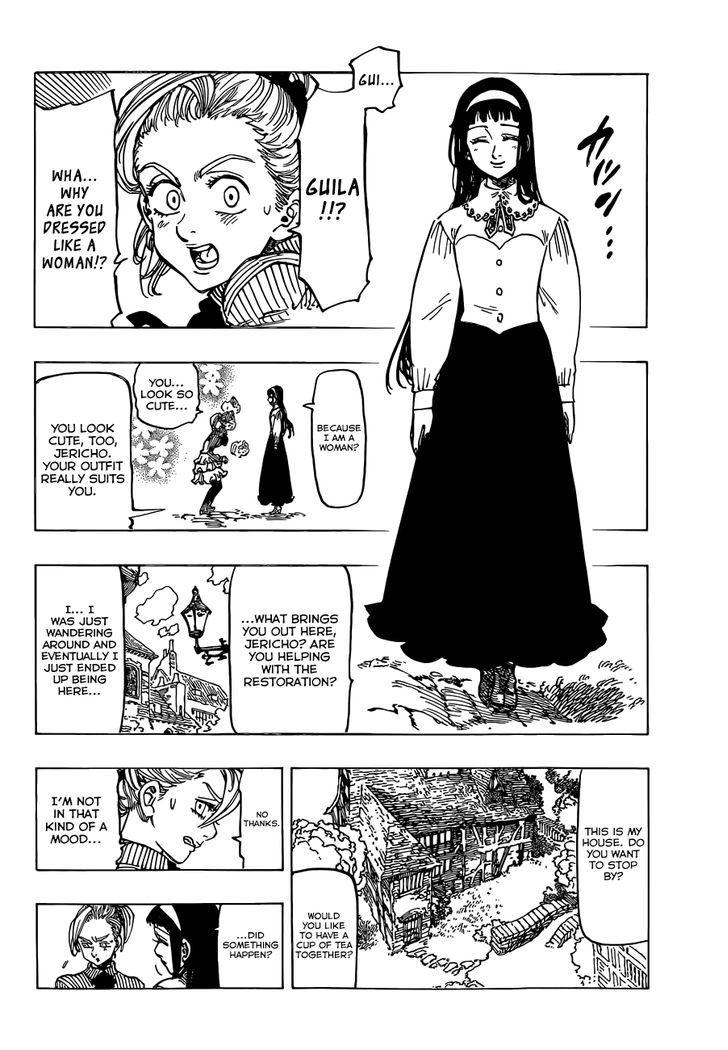 GUI...
GUILA
!!?
WHA...
WHY
ARE YOU
DRESSED
LIKE A
WOMAN!?
カツン...
BECAUSE
I AM A
WOMAN?
YOU...
LOOK SO
CUTE...
YOU LOOK
CUTE, TOO,
JERICHO.
YOUR OUTFIT
REALLY SUITS
YOU.
...WHAT BRINGS
YOU OUT HERE,
JERICHO? ARE
YOU HELPING
WITH THE
RESTORATION?
I... I
WAS JUST
WANDERING
AROUND AND
EVENTUALLY I
JUST ENDED
UP BEING
HERE...
THIS IS MY
HOUSE. DO
YOU WANT
TO STOP
BY?
WOULD
YOU LIKE
TO HAVE A
CUP OF TEA
TOGETHER?
NO
THANKS.
I'M NOT
IN THAT
KIND OF A
MOOD...
...DID
SOMETHING
HAPPEN?